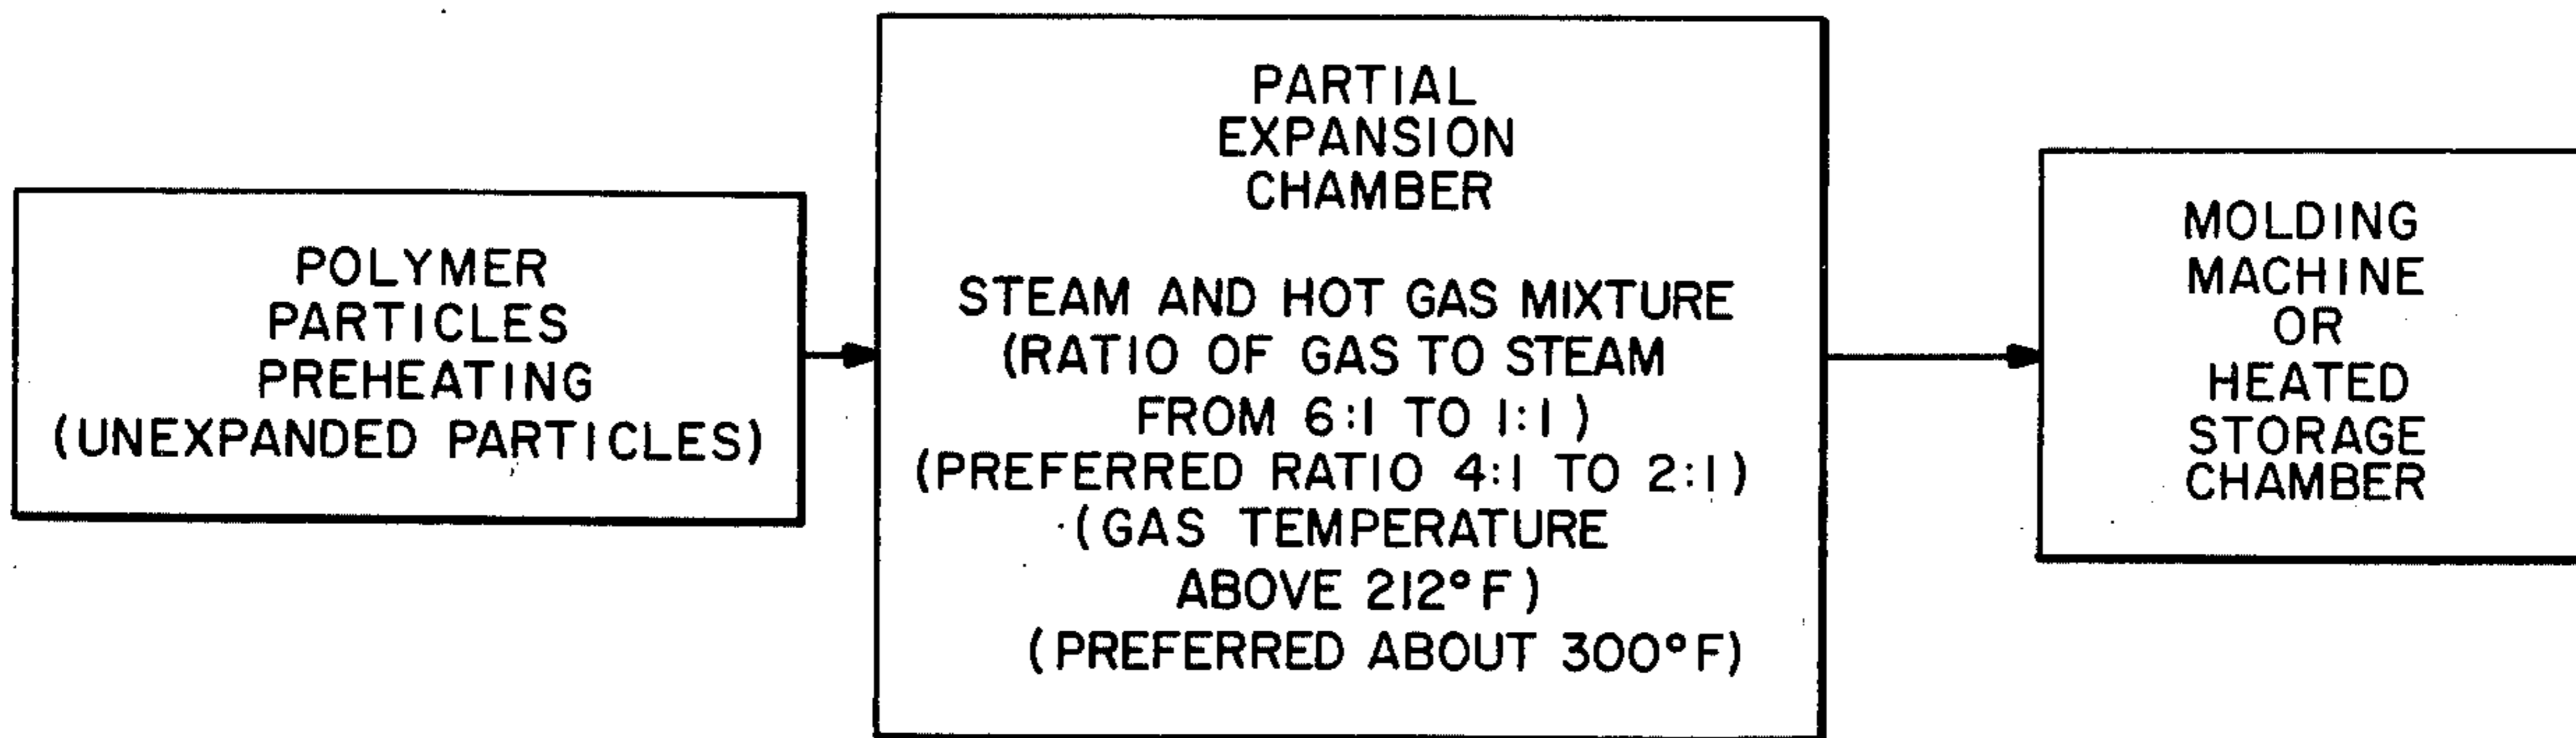 POLYMER
PARTICLES
PREHEATING
(UNEXPANDED PARTICLES)
PARTIAL
EXPANSION
CHAMBER
STEAM AND HOT GAS MIXTURE
(RATIO OF GAS TO STEAM
FROM 6:1 TO 1:1)
(PREFERRED RATIO 4:1 TO 2:1)
(GAS TEMPERATURE
ABOVE 212°F)
(PREFERRED ABOUT 300°F)
MOLDING
MACHINE
OR
HEATED
STORAGE
CHAMBER